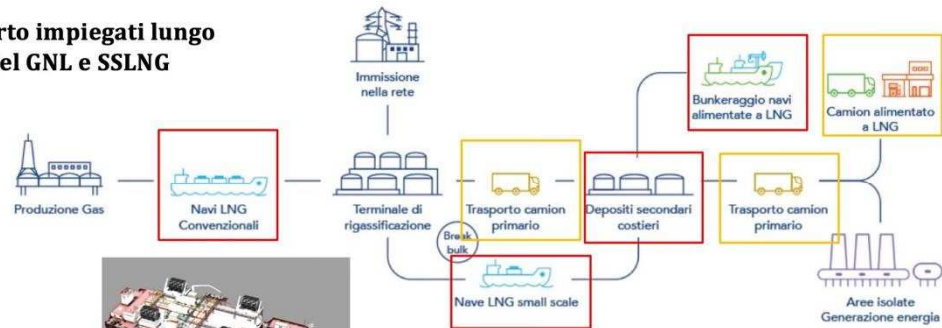 rto impiegati lungo
el GNL e SSLNG
Immissione
nella rete
Bunkeraggio navi
alimentate a LNG
Camion alimentato
a LNG
Produzione Gas
Navi LNG
Convenzionali
Terminale di
rigassificazione
Trasporto camion
primario
Depositi secondari
costieri
Trasporto camion
primario
Break
bulk
Nave LNG small scale
Aree isolate
Generazione energia